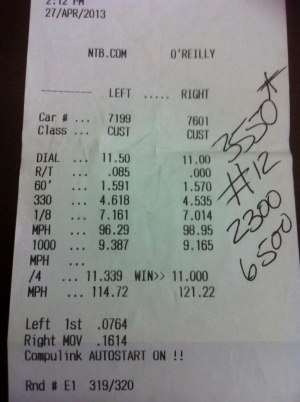 2:12 PM
27/APR/2013
NTB.COM O'REILLY
---------- LEFT ..... RIGHT
Car # ... 7199 7601
Class ... CUST CUST
DIAL ... 11.50 11.00
R/T ... .085 .000
60' ... 1.591 1.570
330 ... 4.618 4.535
1/8 ... 7.161 7.014
MPH ... 96.29 98.95
1000 ... 9.387 9.165
MPH ...
/4 ... 11.339 WIN>> 11.000
MPH ... 114.72 121.22
Left 1st .0764
Right MOV .1614
Compulink AUTOSTART ON !!
Rnd # E1 319/320
3550#
#12
2300
6500